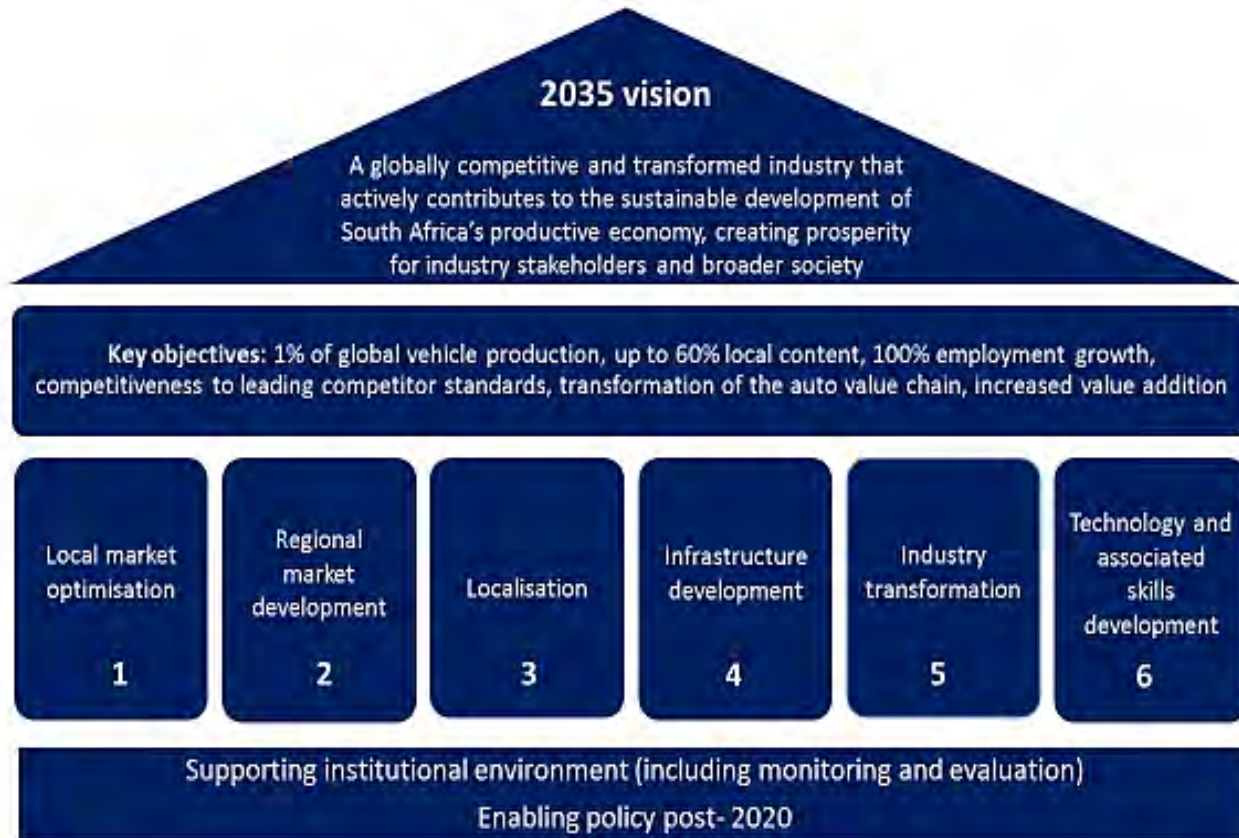 2035 vision
A globally competitive and transformed industry that
actively contributes to the sustainable development of
South Africa's productive economy, creating prosperity
for industry stakeholders and broader society
Key objectives: 1% of global vehicle production, up to 60% local content, 100% employment growth,
competitiveness to leading competitor standards, transformation of the auto value chain, increased value addition
Local market
optimisation
1
Regional
market
development
2
Localisation
3
Infrastructure
development
4
Industry
transformation
5
Technology and
associated
skills
development
6
Supporting institutional environment (including monitoring and evaluation)
Enabling policy post- 2020